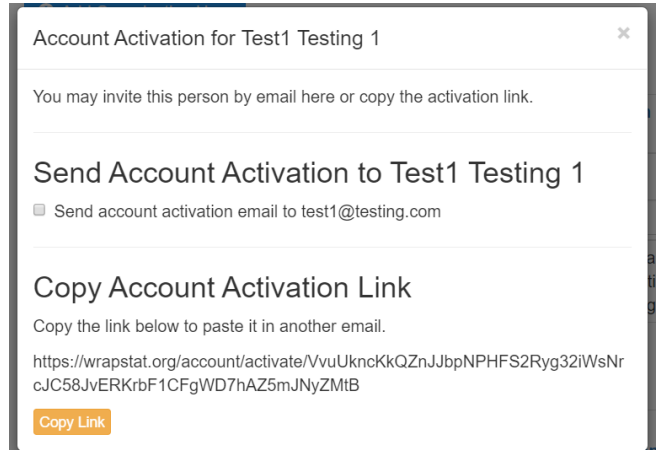 Account Activation for Test1 Testing 1
×
You may invite this person by email here or copy the activation link.
Send Account Activation to Test1 Testing 1
Send account activation email to test1@testing.com
Copy Account Activation Link
Copy the link below to paste it in another email.
https://wrapstat.org/account/activate/VvuUkncKkQZnJJbpNPHFS2Ryg32iWsNr
cJC58JvERKrbF1CFgWD7hAZ5mJNyZMtB
Copy Link